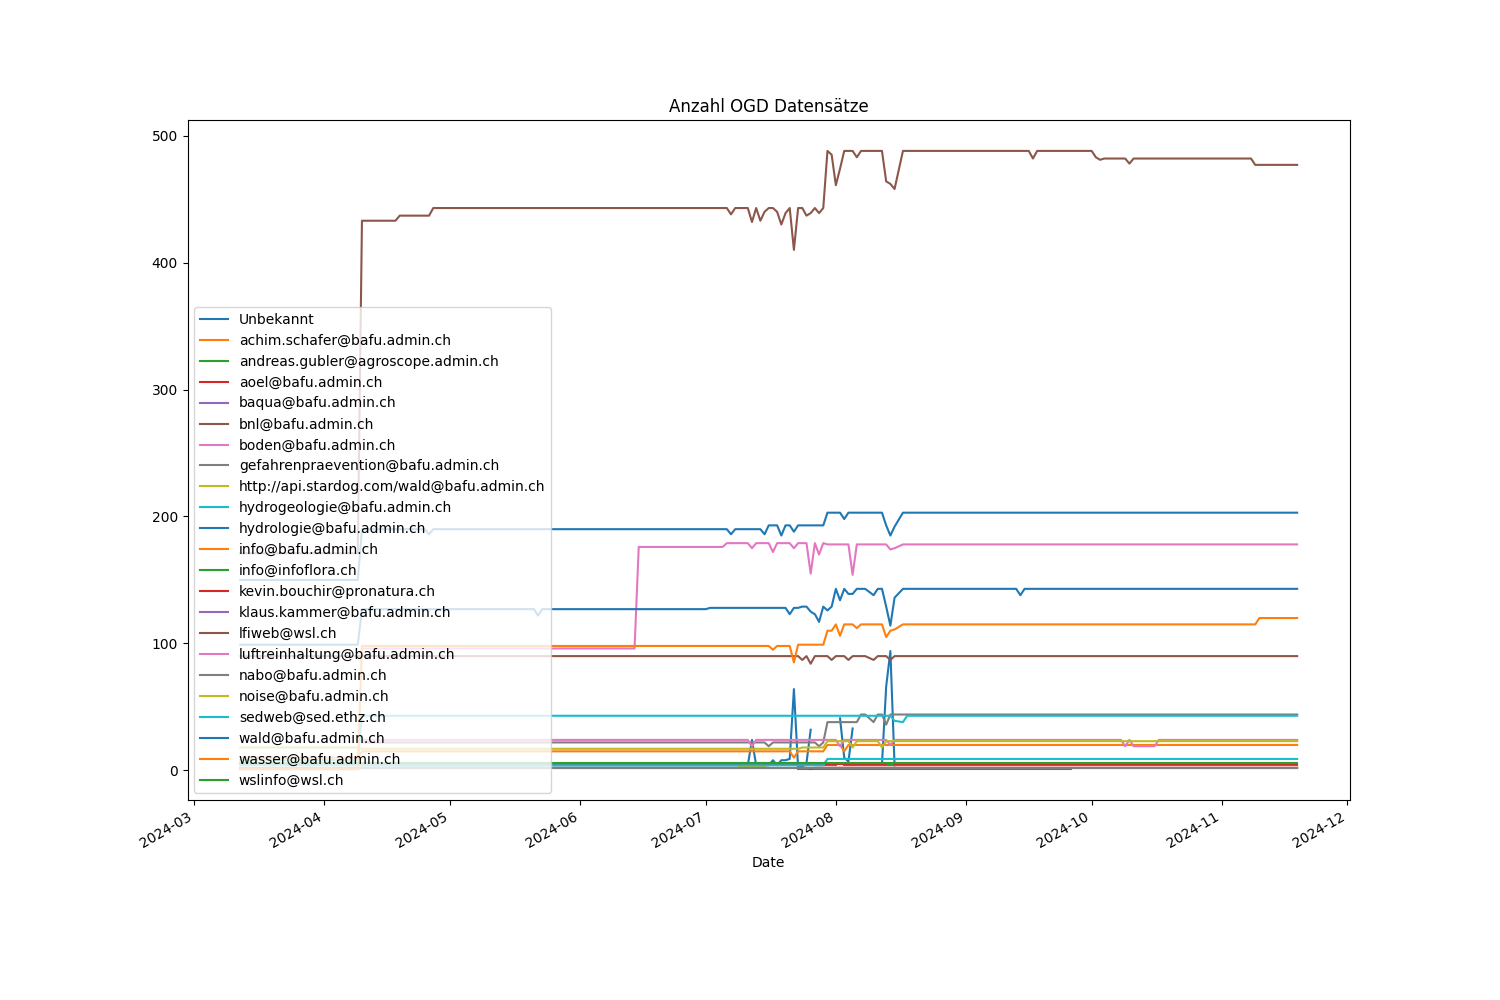 Anzahl OGD Datensätze
500
400
300
200
100
0
Unbekannt
achim.schafer@bafu.admin.ch
andreas.gubler@agroscope.admin.ch
aoel@bafu.admin.ch
baqua@bafu.admin.ch
bnl@bafu.admin.ch
boden@bafu.admin.ch
gefahrenpraevention@bafu.admin.ch
http://api.stardog.com/wald@bafu.admin.ch
hydrogeologie@bafu.admin.ch
hydrologie@bafu.admin.ch
info@bafu.admin.ch
info@infoflora.ch
kevin.bouchir@pronatura.ch
klaus.kammer@bafu.admin.ch
lfiweb@wsl.ch
luftreinhaltung@bafu.admin.ch
nabo@bafu.admin.ch
noise@bafu.admin.ch
sedweb@sed.ethz.ch
wald@bafu.admin.ch
wasser@bafu.admin.ch
wslinfo@wsl.ch
2024-03
2024-04
2024-05
2024-06
2024-07
2024-08
2024-09
2024-10
2024-11
2024-12
Date